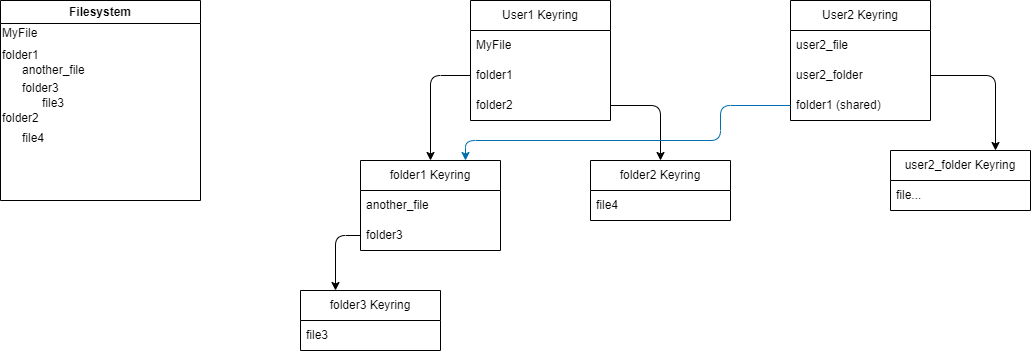 Filesystem
MyFile
folder1
another_file
folder3
file3
folder2
file4
User1 Keyring
MyFile
folder1
folder2
User2 Keyring
user2_file
user2_folder
folder1 (shared)
folder1 Keyring
another_file
folder3
folder2 Keyring
file4
user2_folder Keyring
file...
folder3 Keyring
file3